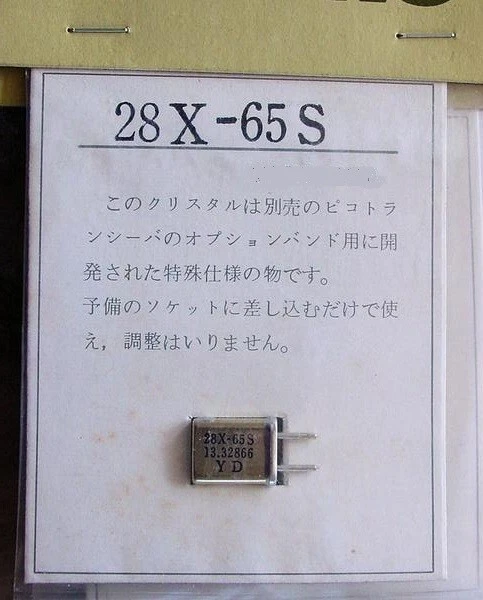 28X-65S
このクリスタルは別売のピコトラ
ンシーバのオプションバンド用に開
発された特殊仕様の物です。
予備のソケットに差し込むだけで使
え，調整はいりません。
28X-65S
13.32866
YD